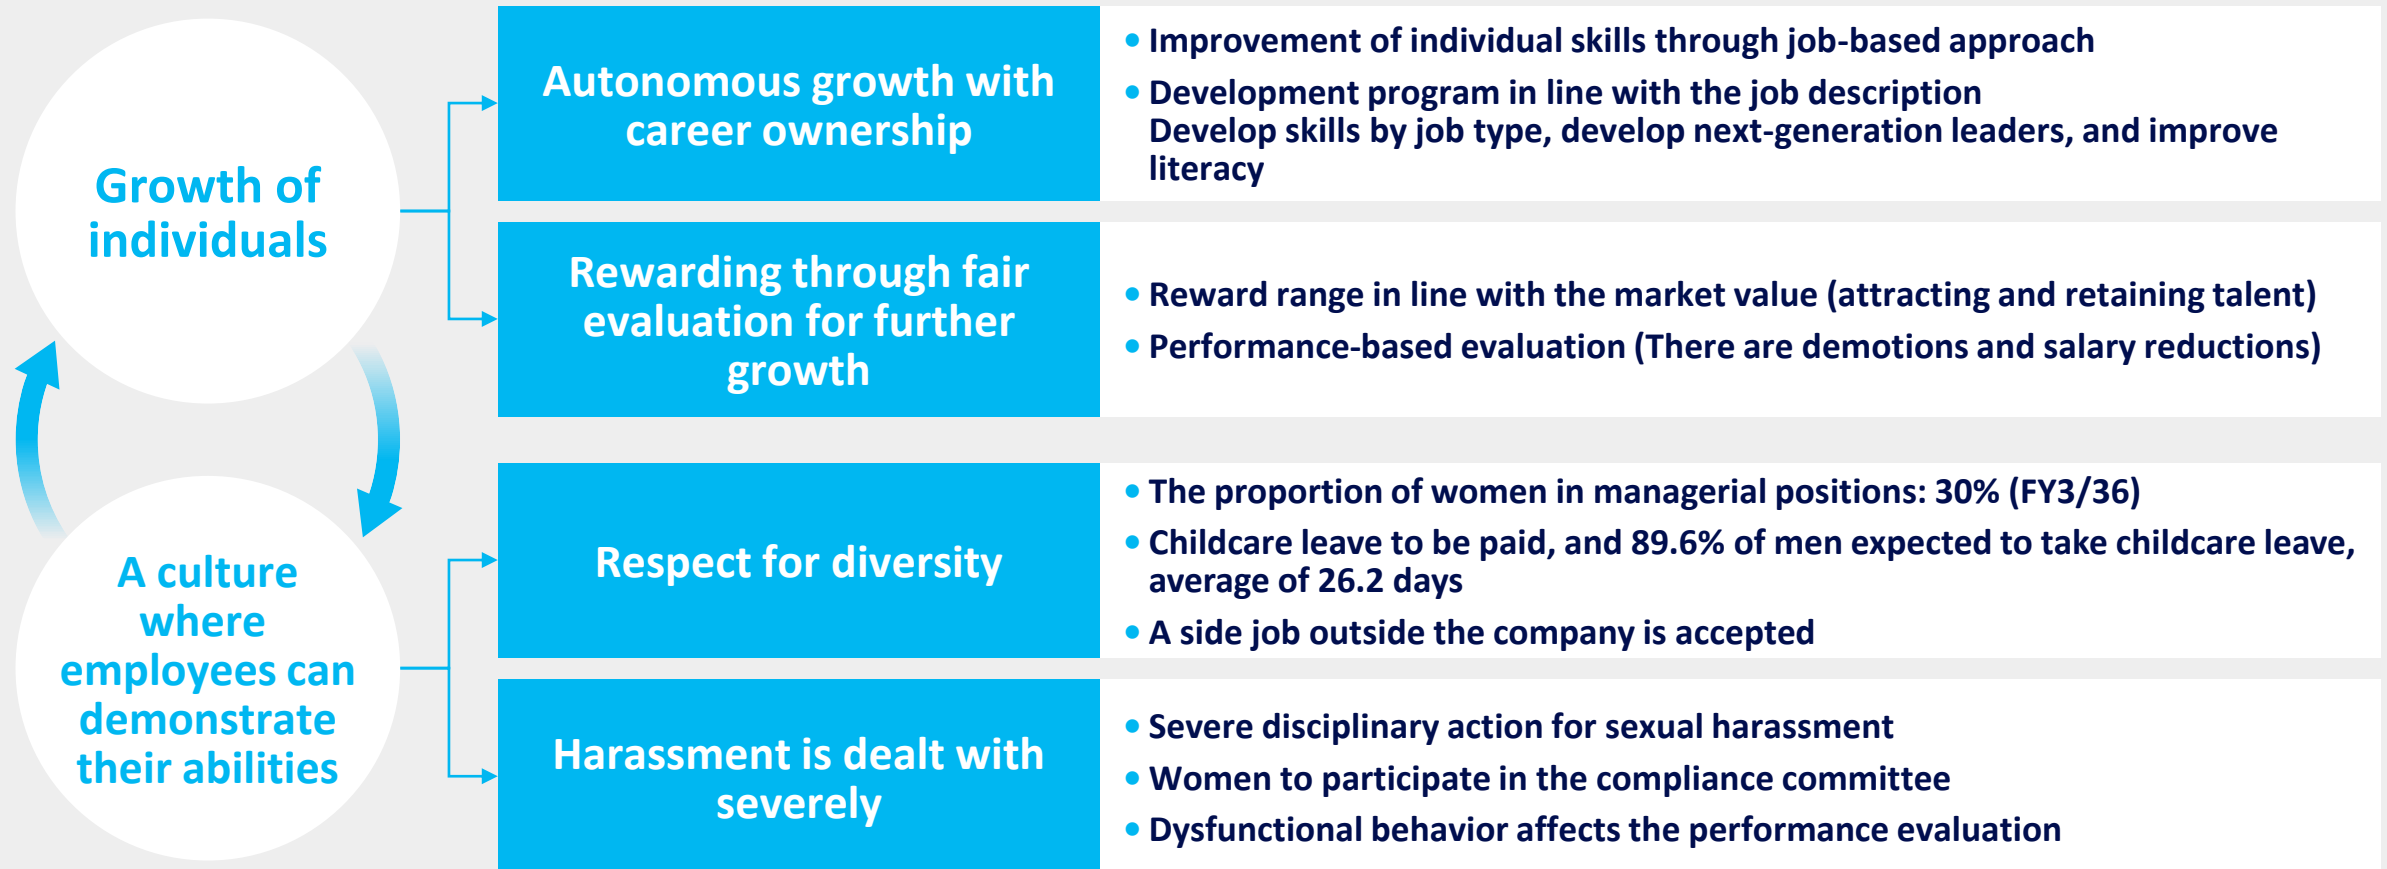 Growth of
individuals
Autonomous growth with
career ownership
• Improvement of individual skills through job-based approach
• Development program in line with the job description
Develop skills by job type, develop next-generation leaders, and improve
literacy
Rewarding through fair
evaluation for further
growth
• Reward range in line with the market value (attracting and retaining talent)
• Performance-based evaluation (There are demotions and salary reductions)
A culture
where
employees can
demonstrate
their abilities
Respect for diversity
• The proportion of women in managerial positions: 30% (FY3/36)
• Childcare leave to be paid, and 89.6% of men expected to take childcare leave,
average of 26.2 days
• A side job outside the company is accepted
Harassment is dealt with
severely
• Severe disciplinary action for sexual harassment
• Women to participate in the compliance committee
• Dysfunctional behavior affects the performance evaluation